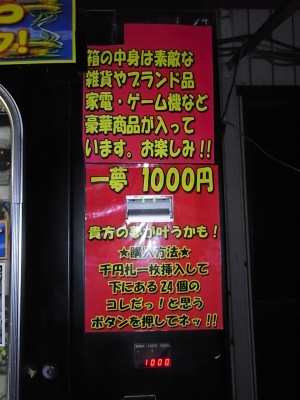 箱の中身は素敵な
雑貨やブランド品
家電・ゲーム機など
豪華商品が入って
います。お楽しみ!!
一夢 1000円
貴方の夢が叶うかも!
★購入方法★
千円札一枚挿入して
下にある24個の
コレだっ!と思う
ボタンを押してネッ!!
1000